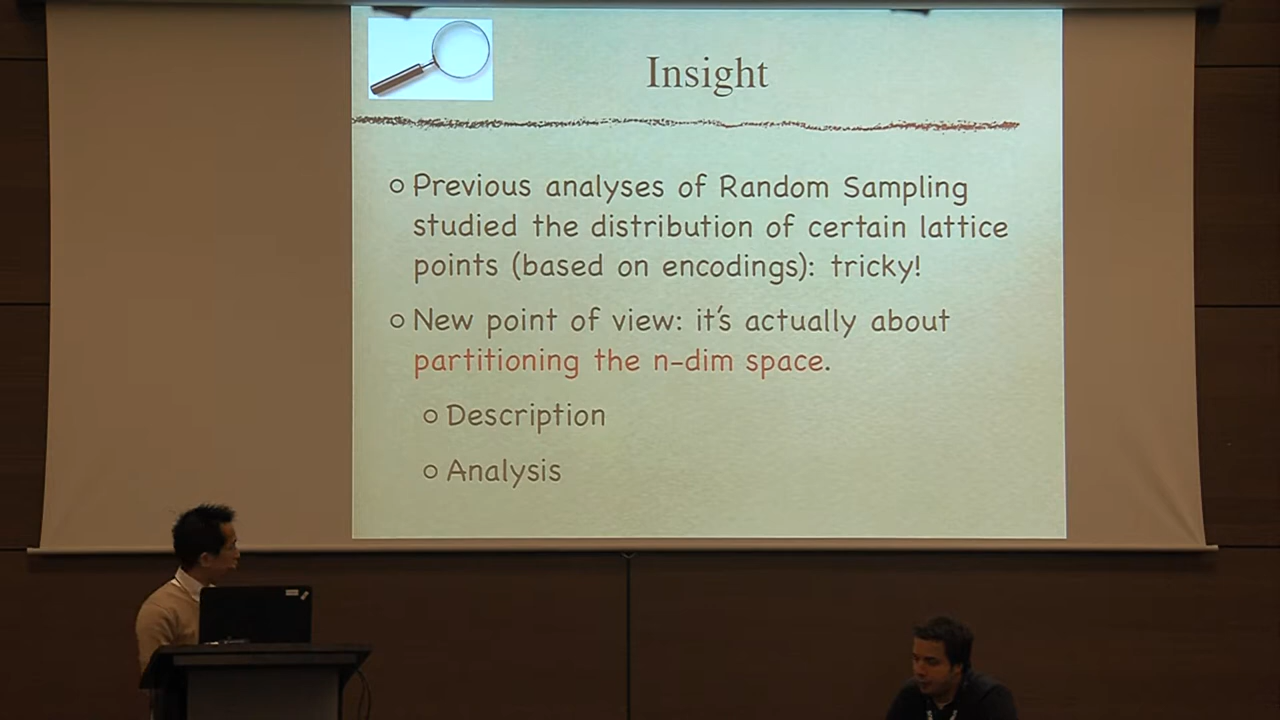 Insight
Previous analyses of Random Sampling
studied the distribution of certain lattice
points (based on encodings): tricky!
New point of view: it's actually about
partitioning the n-dim space.
Description
Analysis